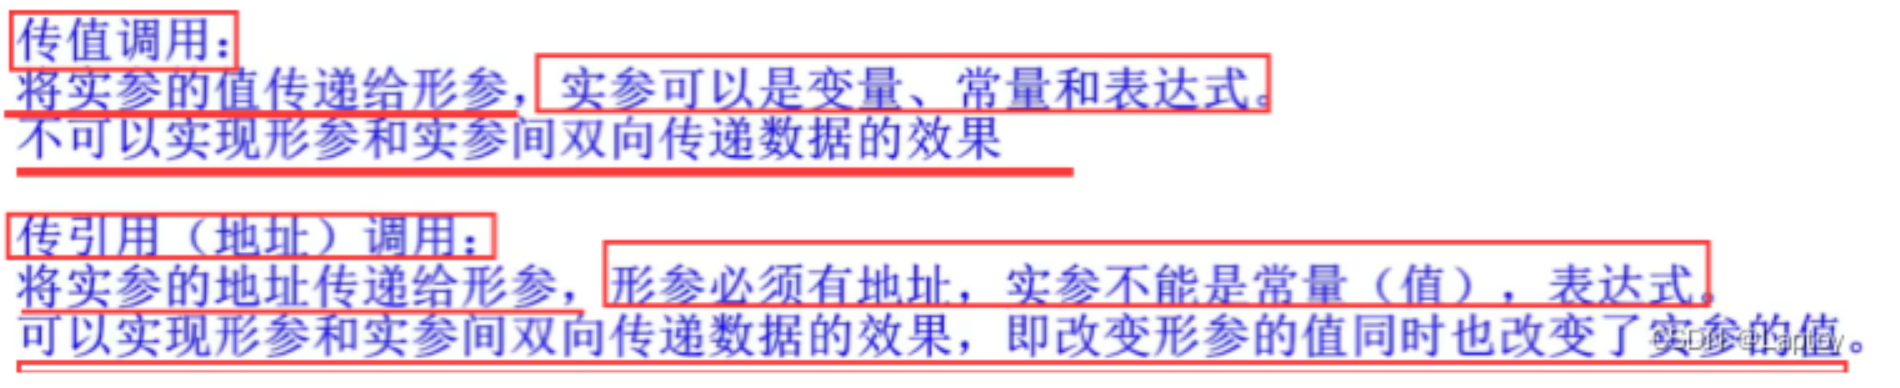 传值调用：
将实参的值传递给形参，实参可以是变量、常量和表达式。
不可以实现形参和实参间双向传递数据的效果
传引用（地址）调用：
将实参的地址传递给形参，形参必须有地址，实参不能是常量（值），表达式。
可以实现形参和实参间双向传递数据的效果，即改变形参的值同时也改变了实参的值。
CSDN @Laptoy